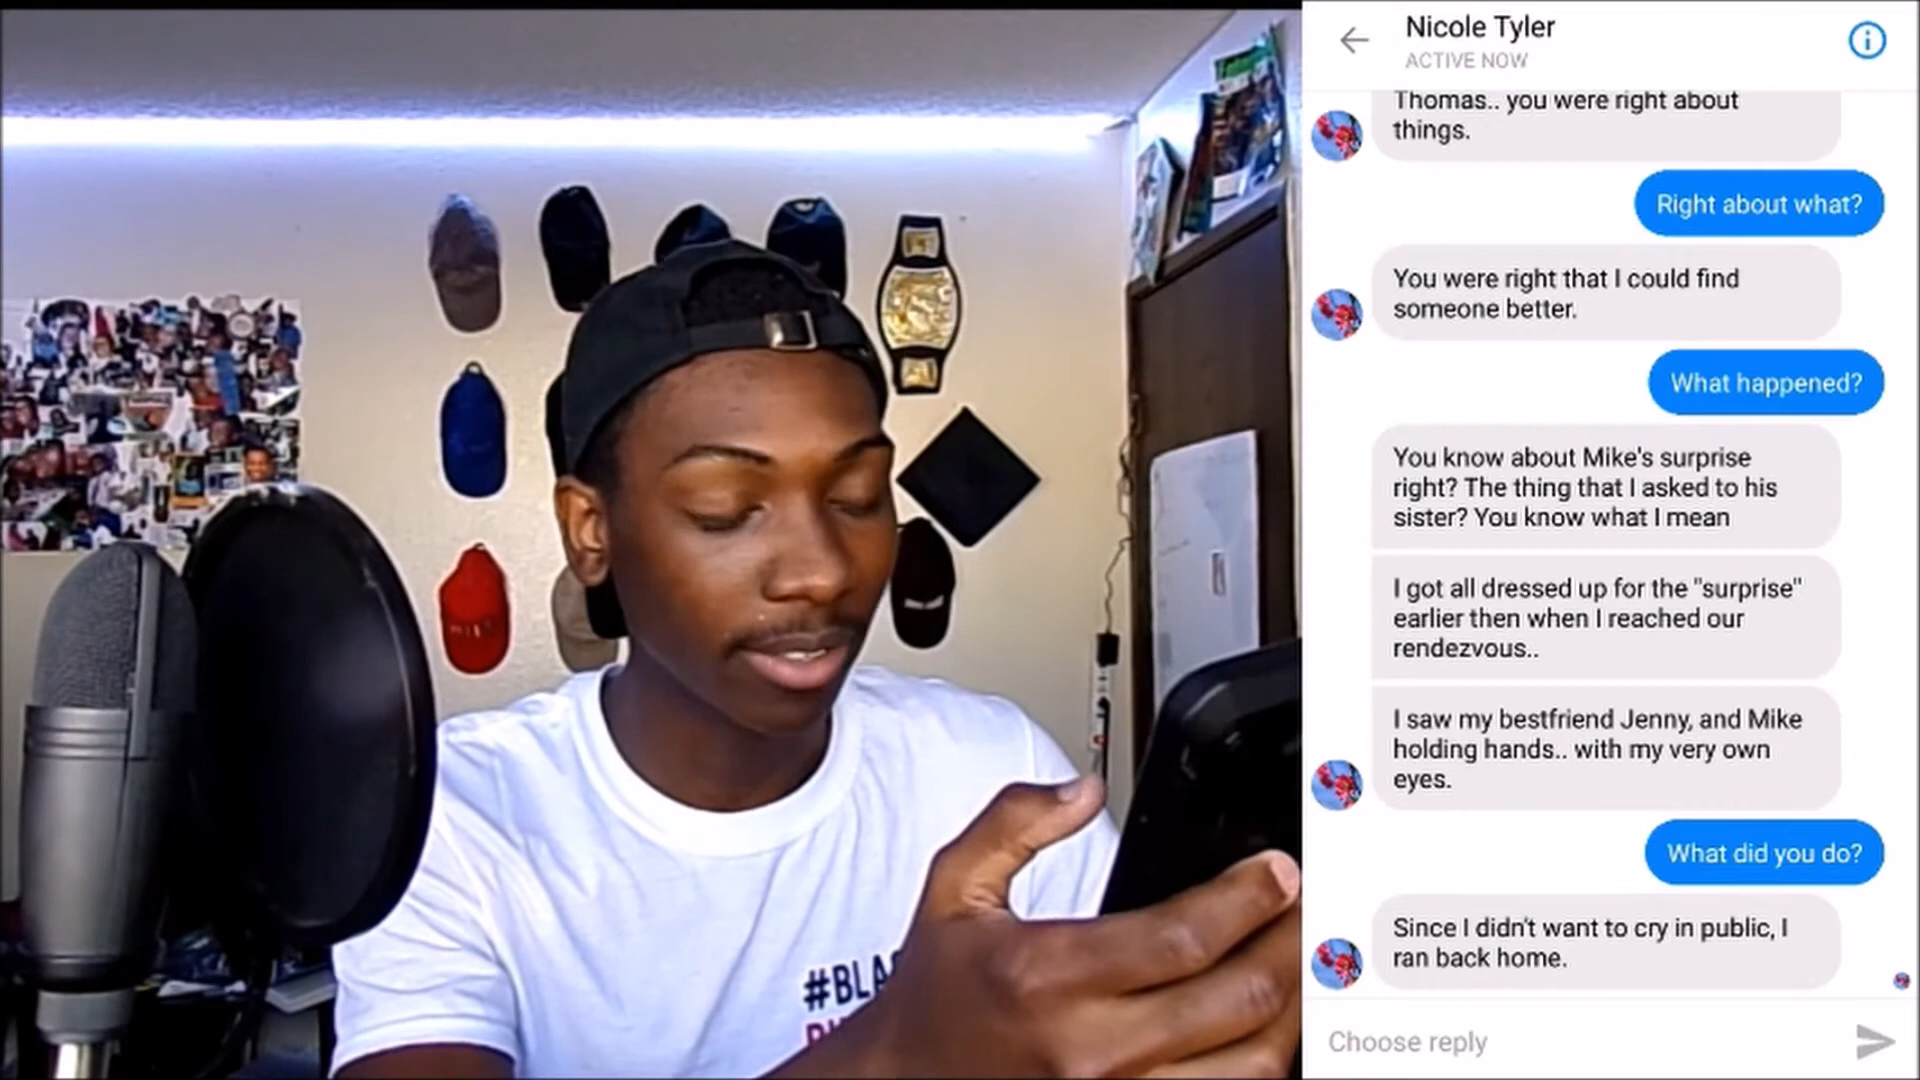 Nicole Tyler
ACTIVE NOW
Thomas.. you were right about
things.
Right about what?
You were right that I could find
someone better.
What happened?
You know about Mike's surprise
right? The thing that I asked to his
sister? You know what I mean
I got all dressed up for the "surprise"
earlier then when I reached our
rendezvous..
I saw my bestfriend Jenny, and Mike
holding hands.. with my very own
eyes.
What did you do?
Since I didn't want to cry in public, I
ran back home.
Choose reply
#BLA